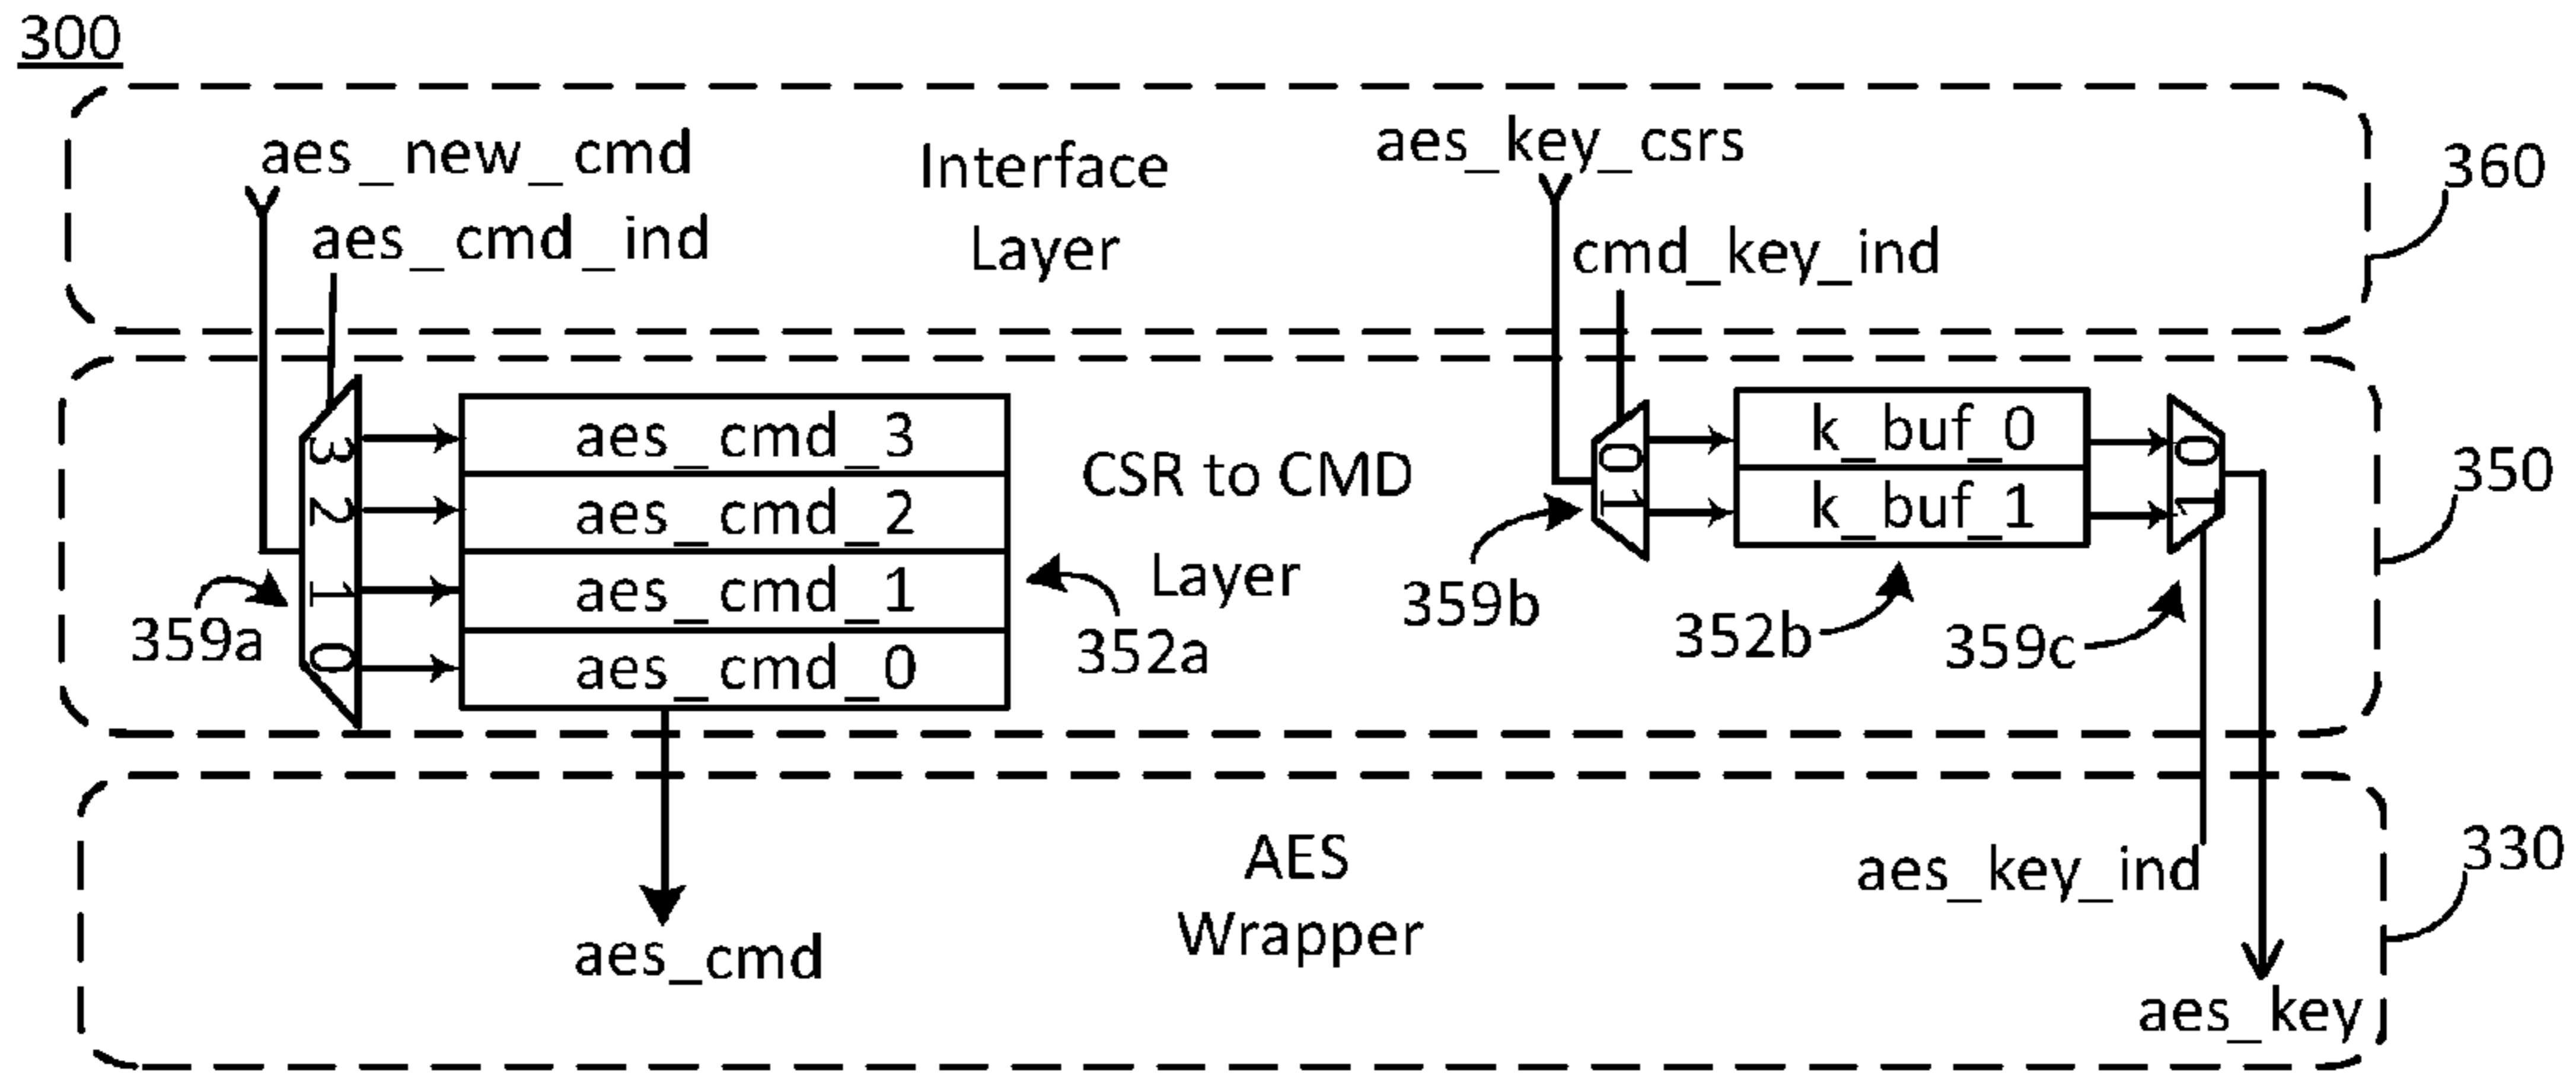 300
aes_new_cmd
aes_cmd_ind
Interface
Layer
aes_key_csrs
cmd_key_ind
360
3
2
1
0
aes_cmd_3
aes_cmd_2
aes_cmd_1
aes_cmd_0
359a
352a
CSR to CMD
Layer
0
1
k_buf_0
k_buf_1
0
1
359b
352b
359c
350
aes_cmd
AES
Wrapper
aes_key_ind
aes_key
330